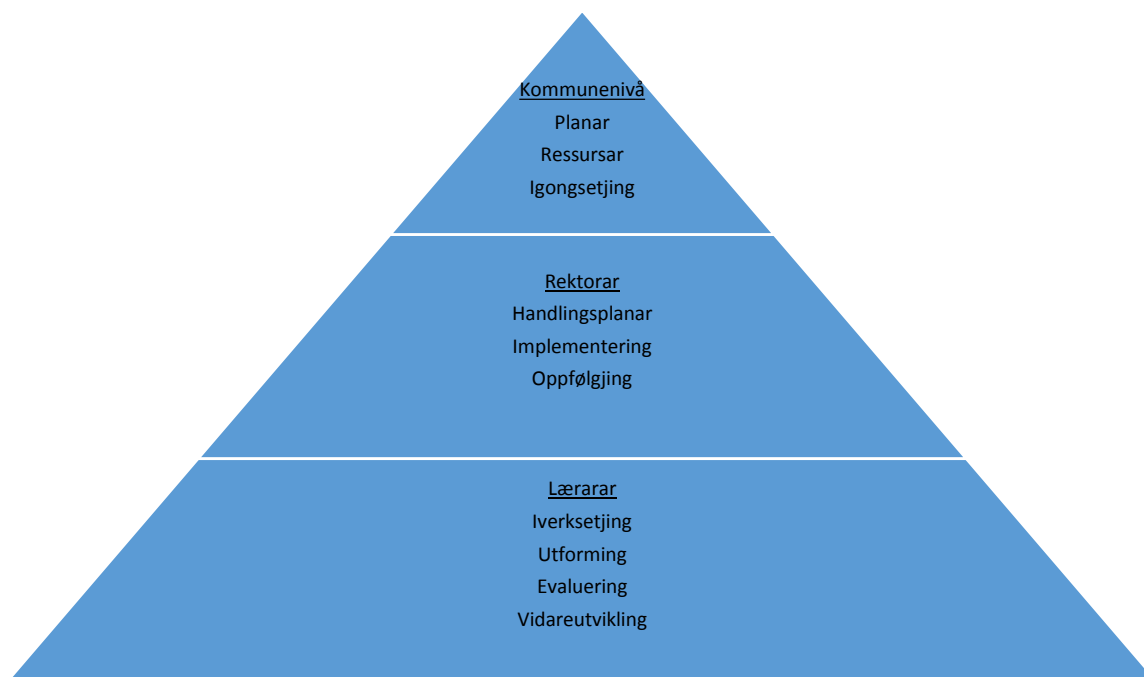 Kommunenivå
Planar
Ressursar
Igongsetjing
Rektorar
Handlingsplanar
Implementering
Oppfølgjing
Lærarar
Iverksetjing
Utforming
Evaluering
Vidareutvikling